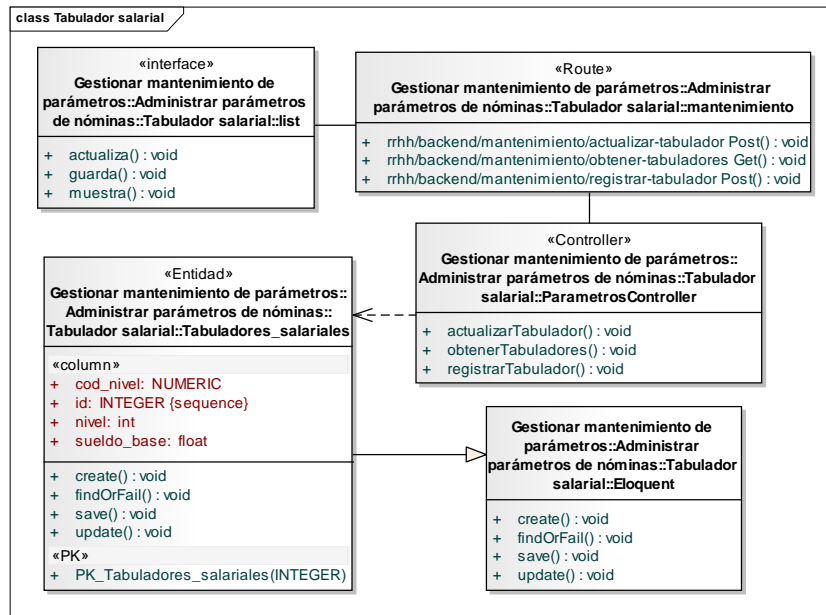 class Tabulador salarial
«interface»
Gestionar mantenimiento de
parámetros::Administrar parámetros
de nóminas::Tabulador salarial::list
+ actualiza() : void
+ guarda() : void
+ muestra() : void
«Route»
Gestionar mantenimiento de parámetros::Administrar
parámetros de nóminas::Tabulador salarial::mantenimiento
+ rrhh/backend/mantenimiento/actualizar-tabulador Post() : void
+ rrhh/backend/mantenimiento/obtener-tabuladores Get() : void
+ rrhh/backend/mantenimiento/registrar-tabulador Post() : void
«Controller»
Gestionar mantenimiento de parámetros::
Administrar parámetros de nóminas::Tabulador
salarial::ParametrosController
+ actualizarTabulador() : void
+ obtenerTabuladores() : void
+ registrarTabulador() : void
«Entidad»
Gestionar mantenimiento de parámetros::
Administrar parámetros de nóminas::
Tabulador salarial::Tabuladores_salariales
«column»
+ cod_nivel: NUMERIC
+ id: INTEGER {sequence}
+ nivel: int
+ sueldo_base: float
+ create() : void
+ findOrFail() : void
+ save() : void
+ update() : void
«PK»
+ PK_Tabuladores_salariales(INTEGER)
Gestionar mantenimiento de
parámetros::Administrar
parámetros de nóminas::Tabulador
salarial::Eloquent
+ create() : void
+ findOrFail() : void
+ save() : void
+ update() : void